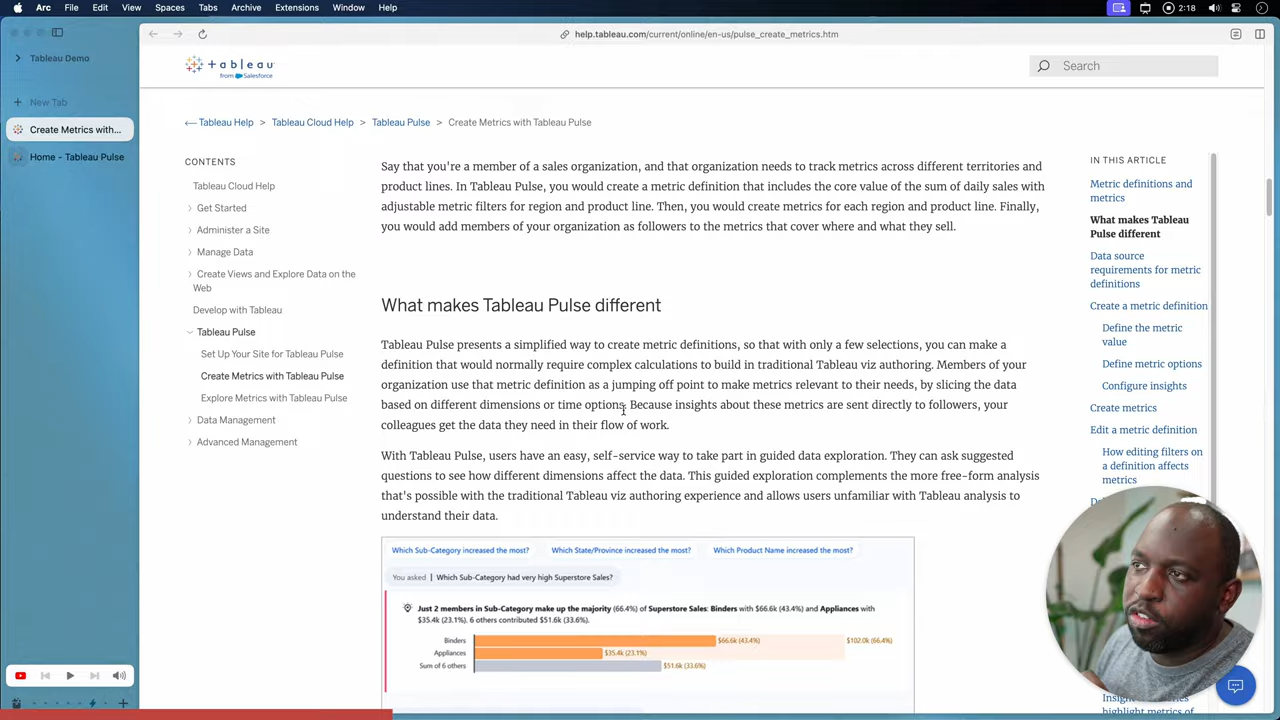 Arc File Edit View Spaces Tabs Archive Extensions Window Help
2:18
help.tableau.com/current/online/en-us/pulse_create_metrics.htm
Tableau Demo
New Tab
Create Metrics with...
Home - Tableau Pulse
+ableau
from Salesforce
Search
Tableau Help > Tableau Cloud Help > Tableau Pulse > Create Metrics with Tableau Pulse
CONTENTS
Tableau Cloud Help
Get Started
Administer a Site
Manage Data
Create Views and Explore Data on the
Web
Develop with Tableau
Tableau Pulse
Set Up Your Site for Tableau Pulse
Create Metrics with Tableau Pulse
Explore Metrics with Tableau Pulse
Data Management
Advanced Management
Say that you're a member of a sales organization, and that organization needs to track metrics across different territories and
product lines. In Tableau Pulse, you would create a metric definition that includes the core value of the sum of daily sales with
adjustable metric filters for region and product line. Then, you would create metrics for each region and product line. Finally,
you would add members of your organization as followers to the metrics that cover where and what they sell.
What makes Tableau Pulse different
Tableau Pulse presents a simplified way to create metric definitions, so that with only a few selections, you can make a
definition that would normally require complex calculations to build in traditional Tableau viz authoring. Members of your
organization use that metric definition as a jumping off point to make metrics relevant to their needs, by slicing the data
based on different dimensions or time options. Because insights about these metrics are sent directly to followers, your
colleagues get the data they need in their flow of work.
With Tableau Pulse, users have an easy, self-service way to take part in guided data exploration. They can ask suggested
questions to see how different dimensions affect the data. This guided exploration complements the more free-form analysis
that's possible with the traditional Tableau viz authoring experience and allows users unfamiliar with Tableau analysis to
understand their data.
Which Sub-Category increased the most? Which State/Province increased the most? Which Product Name increased the most?
You asked | Which Sub-Category had very high Superstore Sales?
Just 2 members in Sub-Category make up the majority (66.4%) of Superstore Sales: Binders with $66.6k (43.4%) and Appliances with
$35.4k (23.1%). 6 others contributed $51.6k (33.6%).
Binders $66.6k (43.4%) $102.0k (66.4%)
Appliances $35.4k (23.1%)
Sum of 6 others $51.6k (33.6%)
IN THIS ARTICLE
Metric definitions and
metrics
What makes Tableau
Pulse different
Data source
requirements for metric
definitions
Create a metric definition
Define the metric
value
Define metric options
Configure insights
Create metrics
Edit a metric definition
How editing filters on
a definition affects
metrics
highlight metrics of